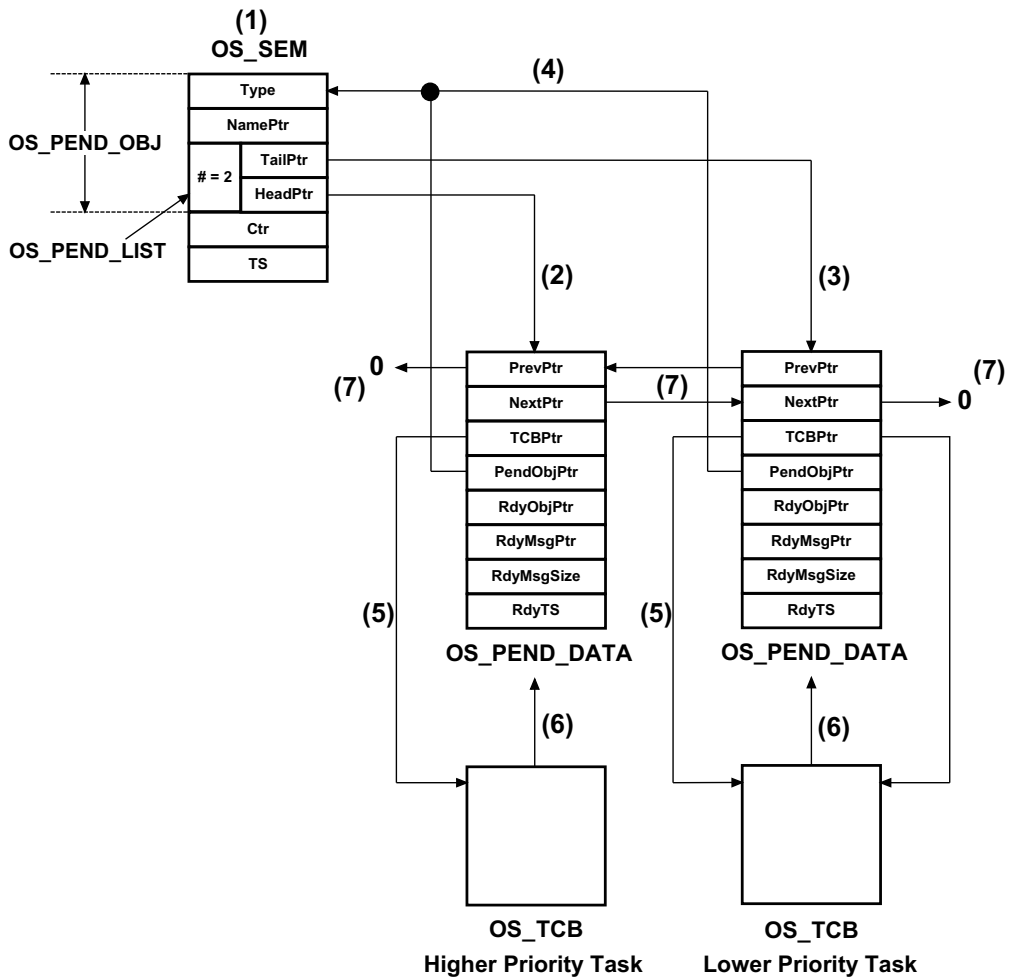 (1)
OS_SEM
(4)
Type
NamePtr
OS_PEND_OBJ
# = 2
TailPtr
HeadPtr
Ctr
OS_PEND_LIST
TS
(2)
(3)
0
(7)
PrevPtr
NextPtr
TCBPtr
PendObjPtr
RdyObjPtr
RdyMsgPtr
RdyMsgSize
RdyTS
(7)
PrevPtr
NextPtr
TCBPtr
PendObjPtr
RdyObjPtr
RdyMsgPtr
RdyMsgSize
RdyTS
(7)
0
(5)
(5)
OS_PEND_DATA
OS_PEND_DATA
(6)
(6)
OS_TCB
Higher Priority Task
OS_TCB
Lower Priority Task